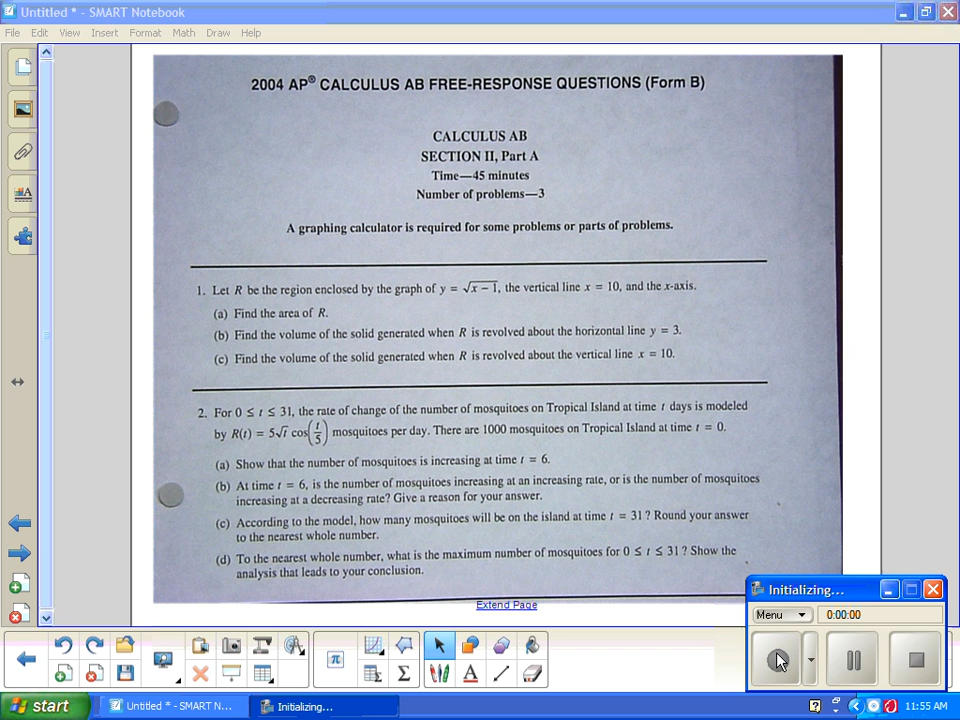 Untitled * - SMART Notebook
File Edit View Insert Format Math Draw Help
2004 AP® CALCULUS AB FREE-RESPONSE QUESTIONS (Form B)
CALCULUS AB
SECTION II, Part A
Time—45 minutes
Number of problems—3
A graphing calculator is required for some problems or parts of problems.
1. Let R be the region enclosed by the graph of y = √x − 1, the vertical line x = 10, and the x-axis.
(a) Find the area of R.
(b) Find the volume of the solid generated when R is revolved about the horizontal line y = 3.
(c) Find the volume of the solid generated when R is revolved about the vertical line x = 10.
2. For 0 ≤ t ≤ 31, the rate of change of the number of mosquitoes on Tropical Island at time t days is modeled
by R(t) = 5√t cos(t/5) mosquitoes per day. There are 1000 mosquitoes on Tropical Island at time t = 0.
(a) Show that the number of mosquitoes is increasing at time t = 6.
(b) At time t = 6, is the number of mosquitoes increasing at an increasing rate, or is the number of mosquitoes
increasing at a decreasing rate? Give a reason for your answer.
(c) According to the model, how many mosquitoes will be on the island at time t = 31? Round your answer
to the nearest whole number.
(d) To the nearest whole number, what is the maximum number of mosquitoes for 0 ≤ t ≤ 31? Show the
analysis that leads to your conclusion.
Extend Page
Initializing...
Menu 0:00:00
start Untitled * - SMART N... Initializing... 11:55 AM